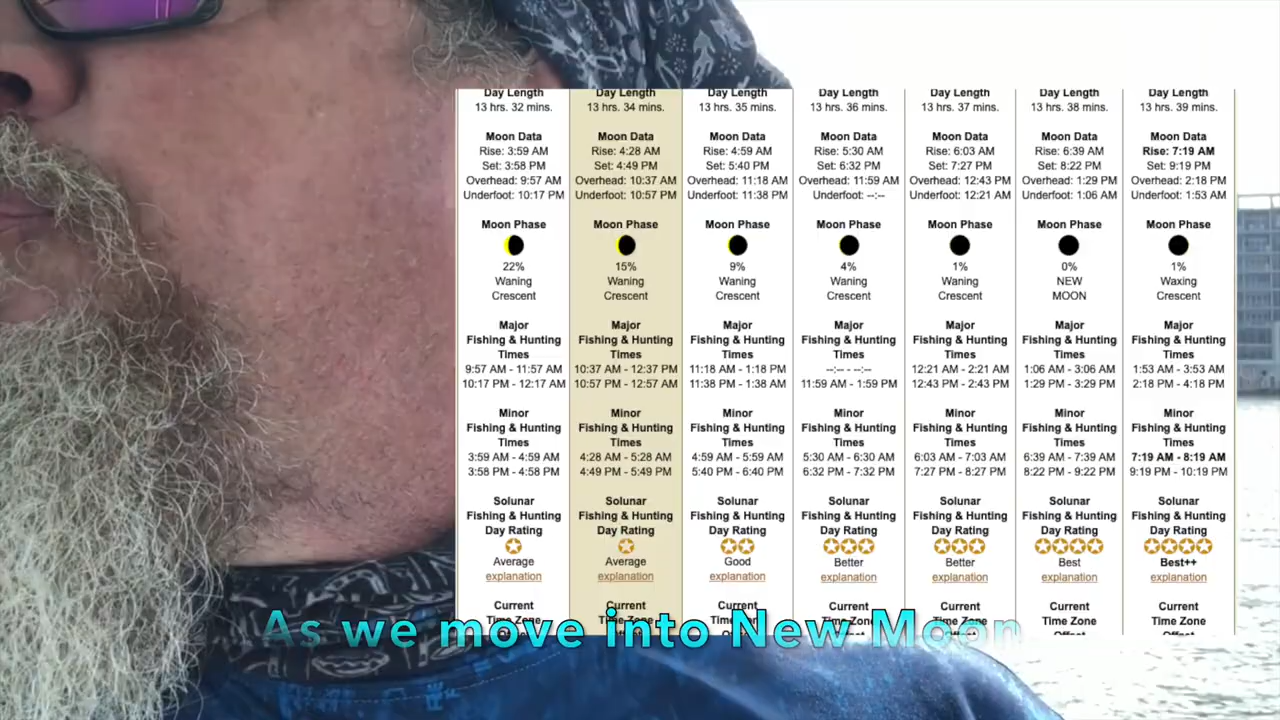 Day Length Day Length Day Length Day Length Day Length Day Length Day Length
13 hrs. 32 mins. 13 hrs. 34 mins. 13 hrs. 35 mins. 13 hrs. 36 mins. 13 hrs. 37 mins. 13 hrs. 38 mins. 13 hrs. 39 mins.
Moon Data Moon Data Moon Data Moon Data Moon Data Moon Data Moon Data
Rise: 3:59 AM Rise: 4:28 AM Rise: 4:59 AM Rise: 5:30 AM Rise: 6:03 AM Rise: 6:39 AM Rise: 7:19 AM
Set: 3:58 PM Set: 4:49 PM Set: 5:40 PM Set: 6:32 PM Set: 7:27 PM Set: 8:22 PM Set: 9:19 PM
Overhead: 9:57 AM Overhead: 10:37 AM Overhead: 11:18 AM Overhead: 11:59 AM Overhead: 12:43 PM Overhead: 1:29 PM Overhead: 2:18 PM
Underfoot: 10:17 PM Underfoot: 10:57 PM Underfoot: 11:38 PM Underfoot: --:-- Underfoot: 12:21 AM Underfoot: 1:06 AM Underfoot: 1:53 AM
Moon Phase Moon Phase Moon Phase Moon Phase Moon Phase Moon Phase Moon Phase
22% 15% 9% 4% 1% 0% 1%
Waning Waning Waning Waning Waning NEW Waxing
Crescent Crescent Crescent Crescent Crescent MOON Crescent
Major Major Major Major Major Major Major
Fishing & Hunting Fishing & Hunting Fishing & Hunting Fishing & Hunting Fishing & Hunting Fishing & Hunting Fishing & Hunting
Times Times Times Times Times Times Times
9:57 AM - 11:57 AM 10:37 AM - 12:37 PM 11:18 AM - 1:18 PM --:-- - --:-- 12:21 AM - 2:21 AM 1:06 AM - 3:06 AM 1:53 AM - 3:53 AM
10:17 PM - 12:17 AM 10:57 PM - 12:57 AM 11:38 PM - 1:38 AM 11:59 AM - 1:59 PM 12:43 PM - 2:43 PM 1:29 PM - 3:29 PM 2:18 PM - 4:18 PM
Minor Minor Minor Minor Minor Minor Minor
Fishing & Hunting Fishing & Hunting Fishing & Hunting Fishing & Hunting Fishing & Hunting Fishing & Hunting Fishing & Hunting
Times Times Times Times Times Times Times
3:59 AM - 4:59 AM 4:28 AM - 5:28 AM 4:59 AM - 5:59 AM 5:30 AM - 6:30 AM 6:03 AM - 7:03 AM 6:39 AM - 7:39 AM 7:19 AM - 8:19 AM
3:58 PM - 4:58 PM 4:49 PM - 5:49 PM 5:40 PM - 6:40 PM 6:32 PM - 7:32 PM 7:27 PM - 8:27 PM 8:22 PM - 9:22 PM 9:19 PM - 10:19 PM
Solunar Solunar Solunar Solunar Solunar Solunar Solunar
Fishing & Hunting Fishing & Hunting Fishing & Hunting Fishing & Hunting Fishing & Hunting Fishing & Hunting Fishing & Hunting
Day Rating Day Rating Day Rating Day Rating Day Rating Day Rating Day Rating
Average Average Good Better Better Best Best++
explanation explanation explanation explanation explanation explanation explanation
Current Current Current Current Current Current Current
Time Zone Time Zone Time Zone Time Zone Time Zone Time Zone Time Zone
Offset Offset Offset
As we move into New Moon